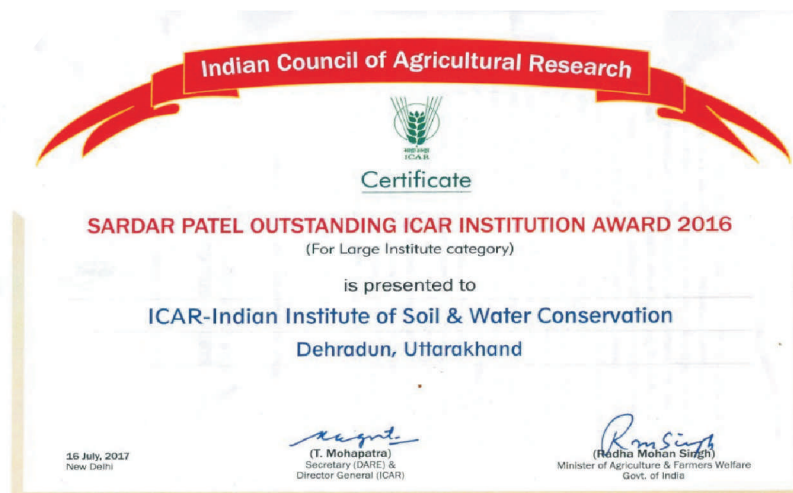 Indian Council of Agricultural Research
ICAR
Certificate
SARDAR PATEL OUTSTANDING ICAR INSTITUTION AWARD 2016
(For Large Institute category)
is presented to
ICAR-Indian Institute of Soil & Water Conservation
Dehradun, Uttarakhand
16 July, 2017
New Delhi
(T. Mohapatra)
Secretary (DARE) &
Director General (ICAR)
(Radha Mohan Singh)
Minister of Agriculture & Farmers Welfare
Govt. of India